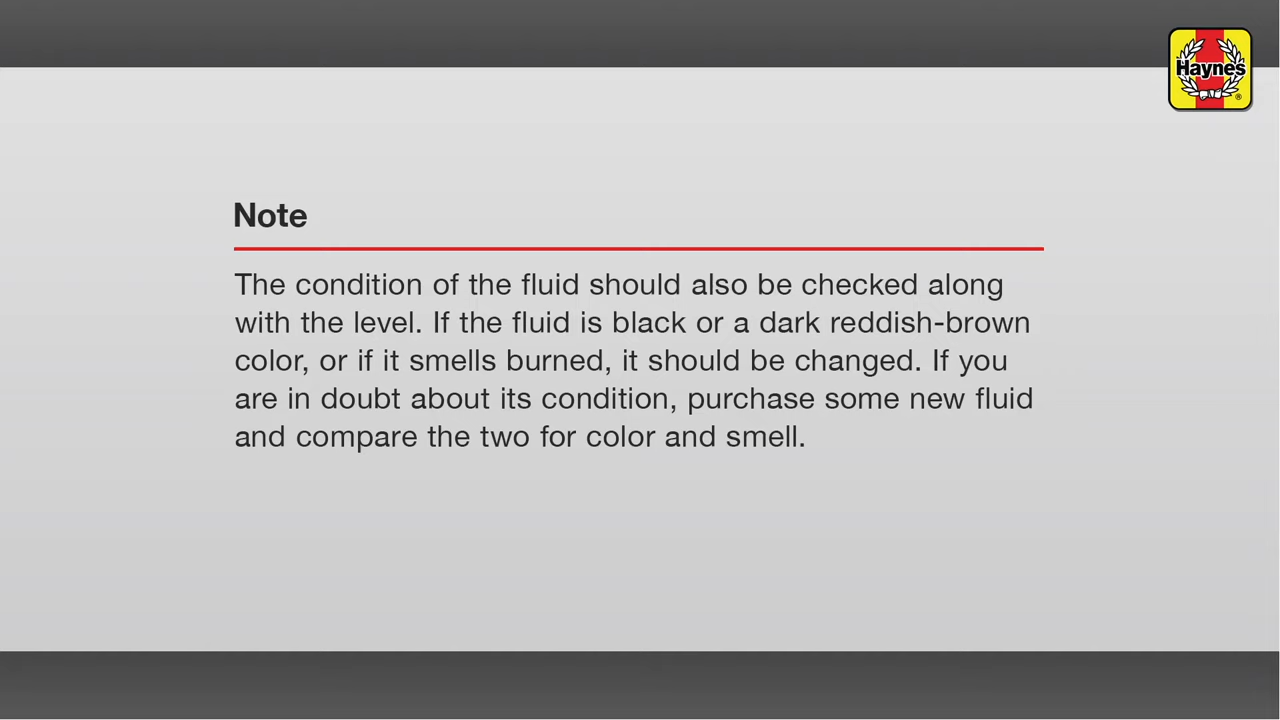 Haynes
Note
The condition of the fluid should also be checked along
with the level. If the fluid is black or a dark reddish-brown
color, or if it smells burned, it should be changed. If you
are in doubt about its condition, purchase some new fluid
and compare the two for color and smell.